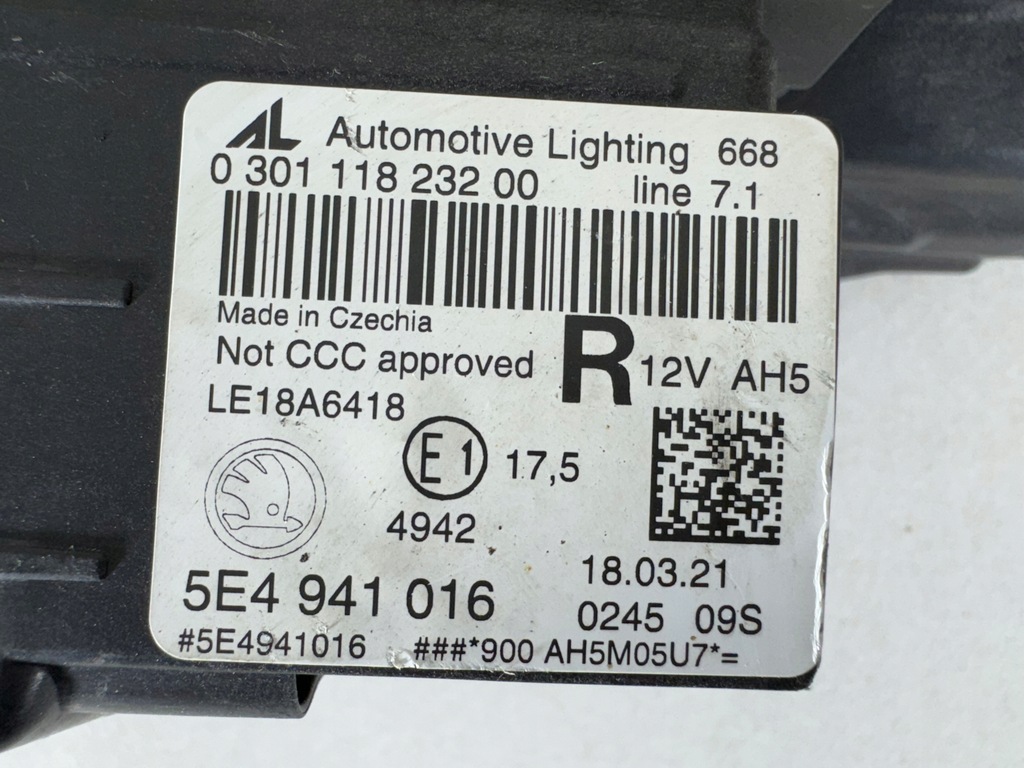 AL Automotive Lighting 668
0 301 118 232 00 line 7.1
Made in Czechia
Not CCC approved R 12V AH5
LE18A6418
E1 17,5
4942
18.03.21
5E4 941 016 0245 09S
#5E4941016 ###*900 AH5M05U7*=